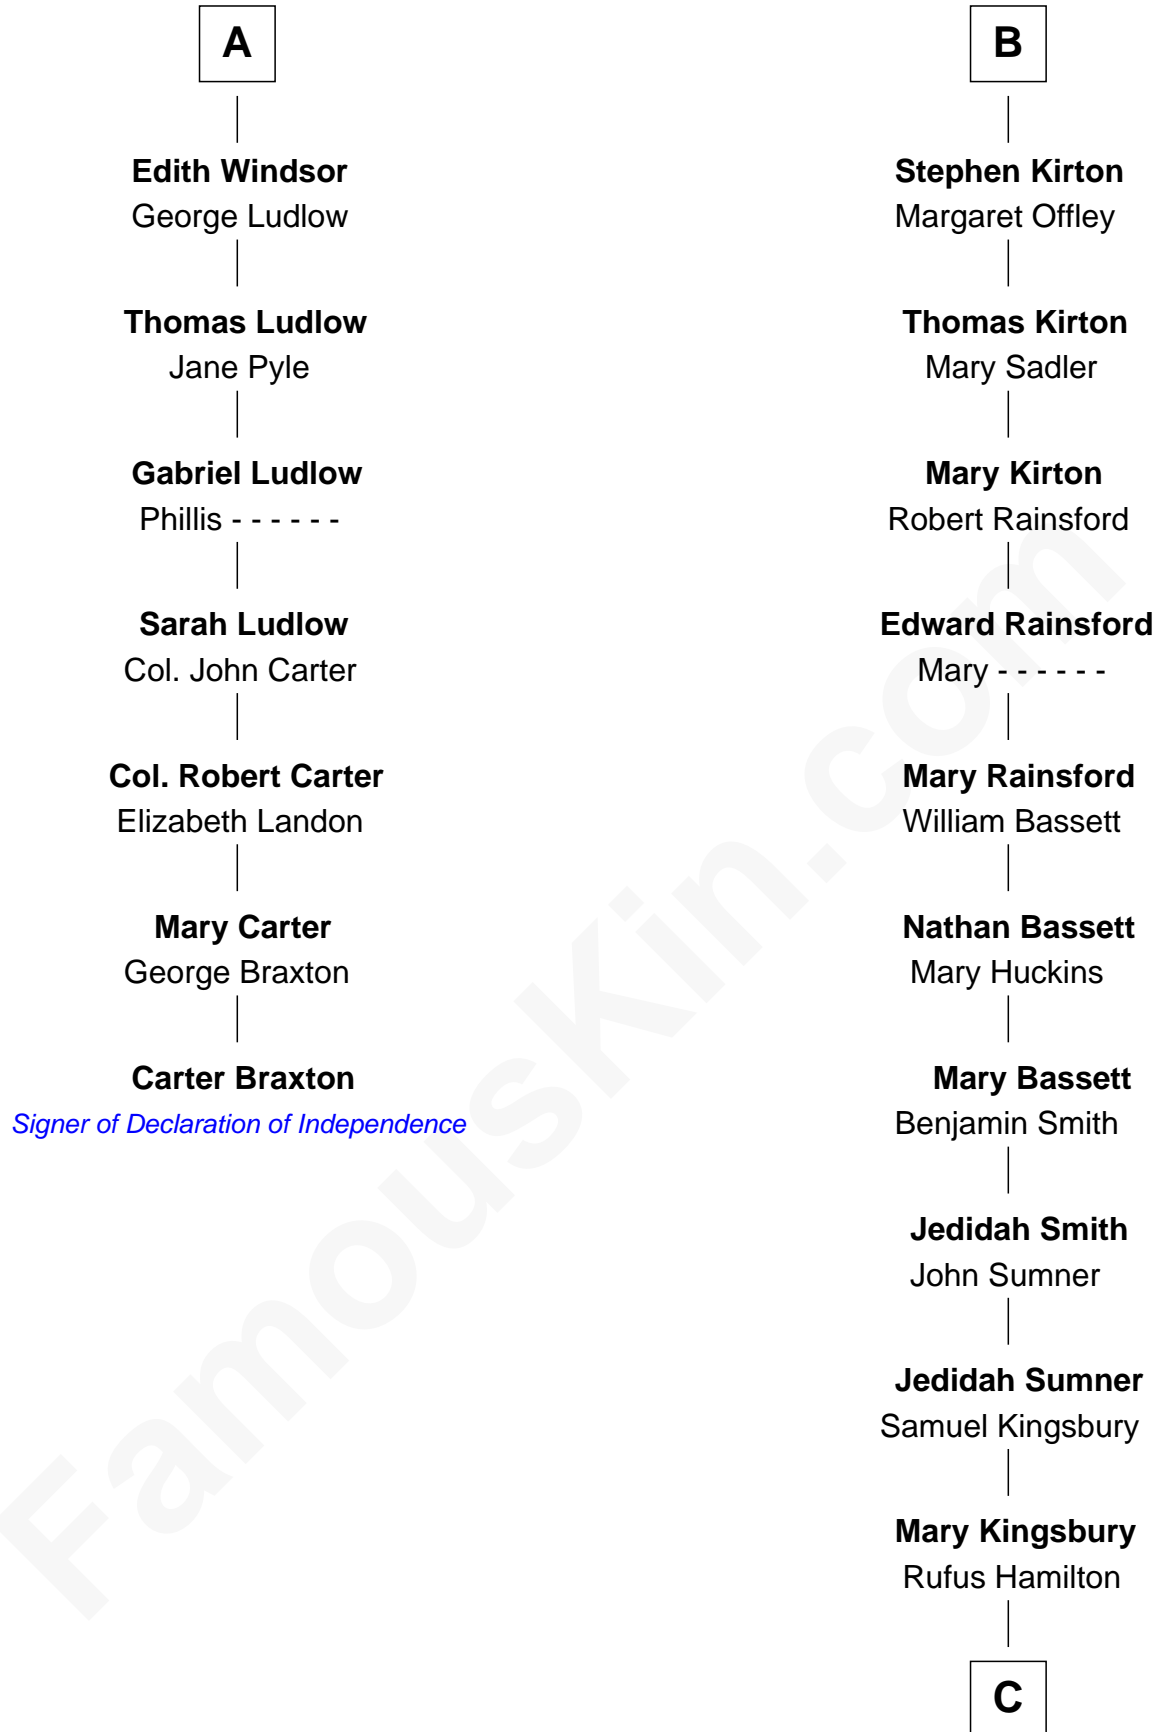 A
Edith Windsor
George Ludlow
Thomas Ludlow
Jane Pyle
Gabriel Ludlow
Phillis - - - - - -
Sarah Ludlow
Col. John Carter
Col. Robert Carter
Elizabeth Landon
Mary Carter
George Braxton
Carter Braxton
Signer of Declaration of Independence
B
Stephen Kirton
Margaret Offley
Thomas Kirton
Mary Sadler
Mary Kirton
Robert Rainsford
Edward Rainsford
Mary - - - - - -
Mary Rainsford
William Bassett
Nathan Bassett
Mary Huckins
Mary Bassett
Benjamin Smith
Jedidah Smith
John Sumner
Jedidah Sumner
Samuel Kingsbury
Mary Kingsbury
Rufus Hamilton
C
FamousKin.com